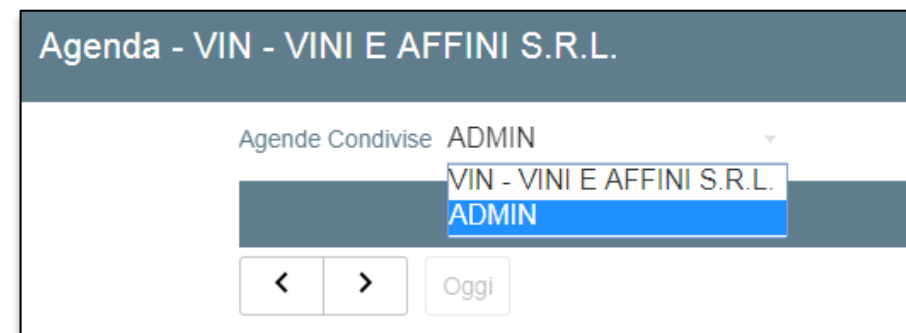 Agenda - VIN - VINI E AFFINI S.R.L.
Agende Condivise ADMIN
VIN - VINI E AFFINI S.R.L.
ADMIN
Oggi